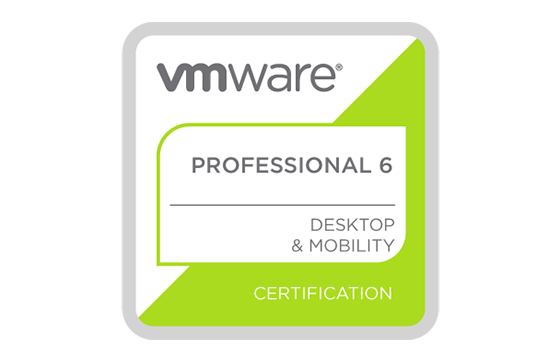 vmware®
PROFESSIONAL 6
DESKTOP
& MOBILITY
CERTIFICATION